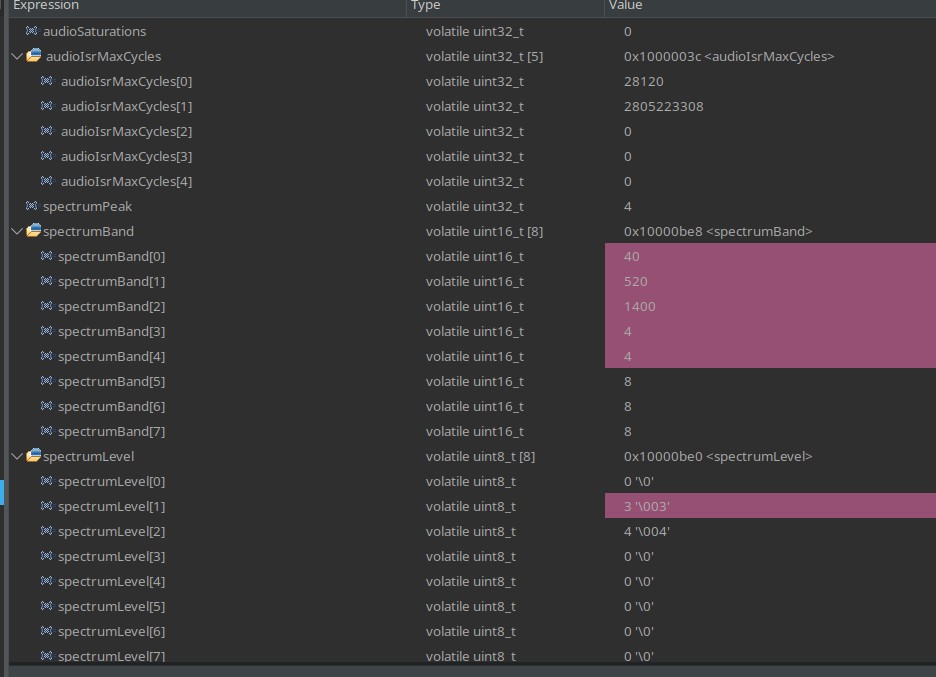 Expression Type Value
audioSaturations volatile uint32_t 0
audioIsrMaxCycles volatile uint32_t [5] 0x1000003c <audioIsrMaxCycles>
audioIsrMaxCycles[0] volatile uint32_t 28120
audioIsrMaxCycles[1] volatile uint32_t 2805223308
audioIsrMaxCycles[2] volatile uint32_t 0
audioIsrMaxCycles[3] volatile uint32_t 0
audioIsrMaxCycles[4] volatile uint32_t 0
spectrumPeak volatile uint32_t 4
spectrumBand volatile uint16_t [8] 0x10000be8 <spectrumBand>
spectrumBand[0] volatile uint16_t 40
spectrumBand[1] volatile uint16_t 520
spectrumBand[2] volatile uint16_t 1400
spectrumBand[3] volatile uint16_t 4
spectrumBand[4] volatile uint16_t 4
spectrumBand[5] volatile uint16_t 8
spectrumBand[6] volatile uint16_t 8
spectrumBand[7] volatile uint16_t 8
spectrumLevel volatile uint8_t [8] 0x10000be0 <spectrumLevel>
spectrumLevel[0] volatile uint8_t 0 '\0'
spectrumLevel[1] volatile uint8_t 3 '\003'
spectrumLevel[2] volatile uint8_t 4 '\004'
spectrumLevel[3] volatile uint8_t 0 '\0'
spectrumLevel[4] volatile uint8_t 0 '\0'
spectrumLevel[5] volatile uint8_t 0 '\0'
spectrumLevel[6] volatile uint8_t 0 '\0'
spectrumLevel[7] volatile uint8_t 0 '\0'